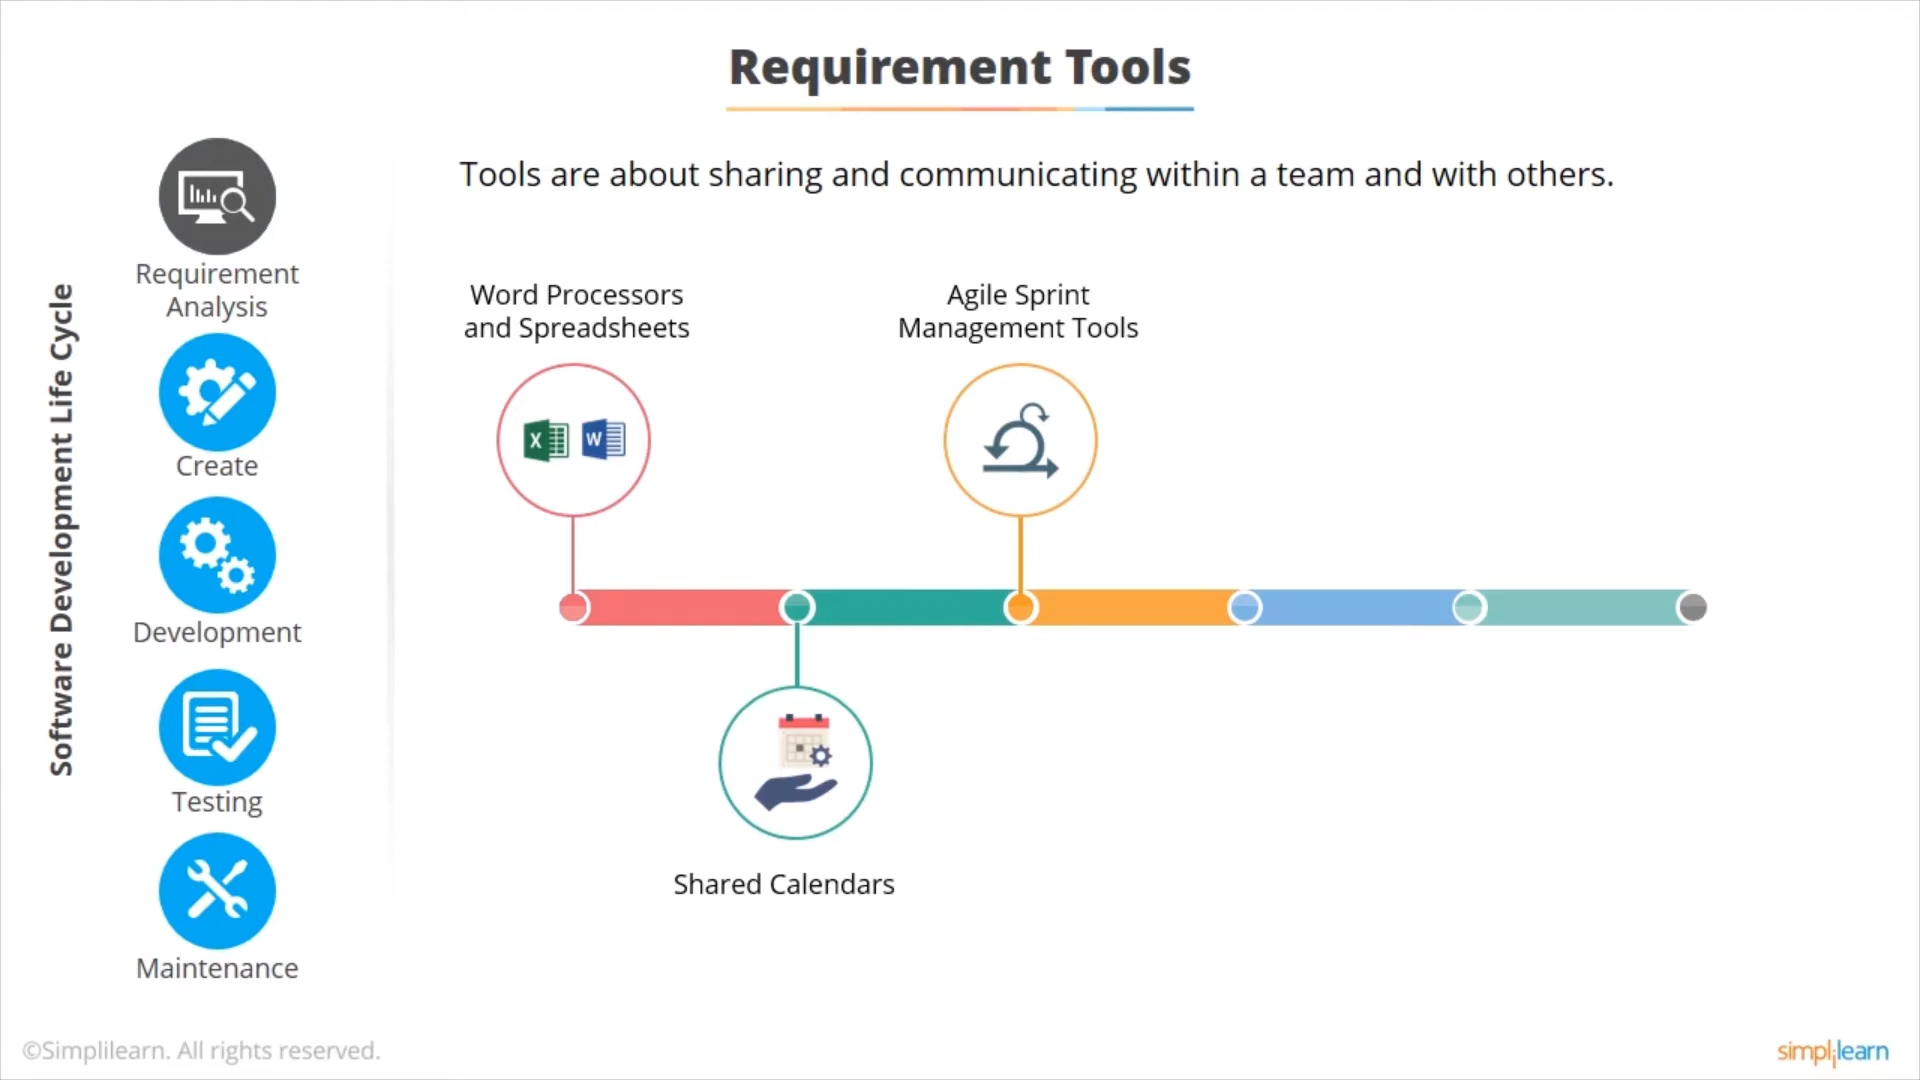 Requirement Tools
Tools are about sharing and communicating within a team and with others.
Software Development Life Cycle
Requirement
Analysis
Create
Development
Testing
Maintenance
Word Processors
and Spreadsheets
X
W
Agile Sprint
Management Tools
Shared Calendars
©Simplilearn. All rights reserved.
simplilearn